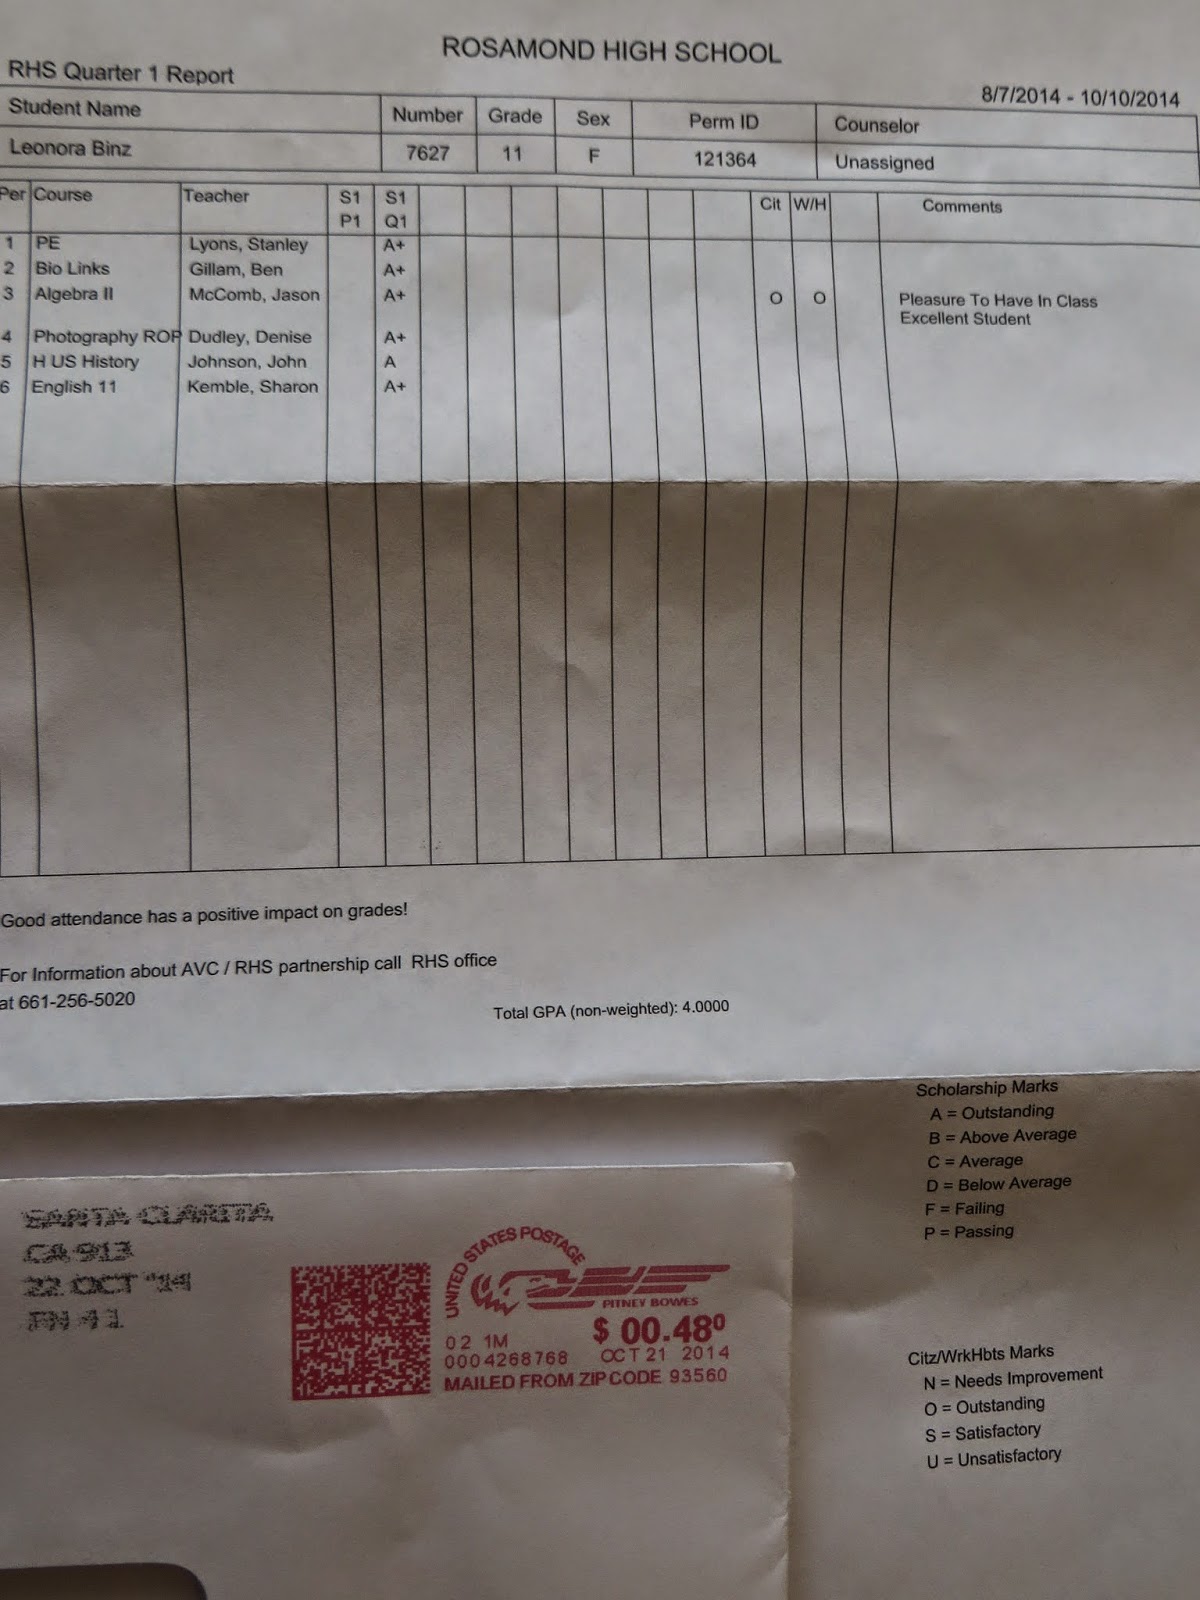 ROSAMOND HIGH SCHOOL
RHS Quarter 1 Report
8/7/2014 - 10/10/2014
Student Name Number Grade Sex Perm ID Counselor
Leonora Binz 7627 11 F 121364 Unassigned
Per Course Teacher S1 S1 Cit W/H Comments
P1 Q1
1 PE Lyons, Stanley A+
2 Bio Links Gillam, Ben A+
3 Algebra II McComb, Jason A+ O O Pleasure To Have In Class
Excellent Student
4 Photography ROP Dudley, Denise A+
5 H US History Johnson, John A
6 English 11 Kemble, Sharon A+
Good attendance has a positive impact on grades!
For Information about AVC / RHS partnership call RHS office
at 661-256-5020
Total GPA (non-weighted): 4.0000
Scholarship Marks
A = Outstanding
B = Above Average
C = Average
D = Below Average
F = Failing
P = Passing
Citz/WrkHbts Marks
N = Needs Improvement
O = Outstanding
S = Satisfactory
U = Unsatisfactory
SANTA CLARITA
CA 913
22 OCT '14
UNITED STATES POSTAGE
PITNEY BOWES
02 1M $ 00.48⁰
0004268768 OCT 21 2014
MAILED FROM ZIP CODE 93560